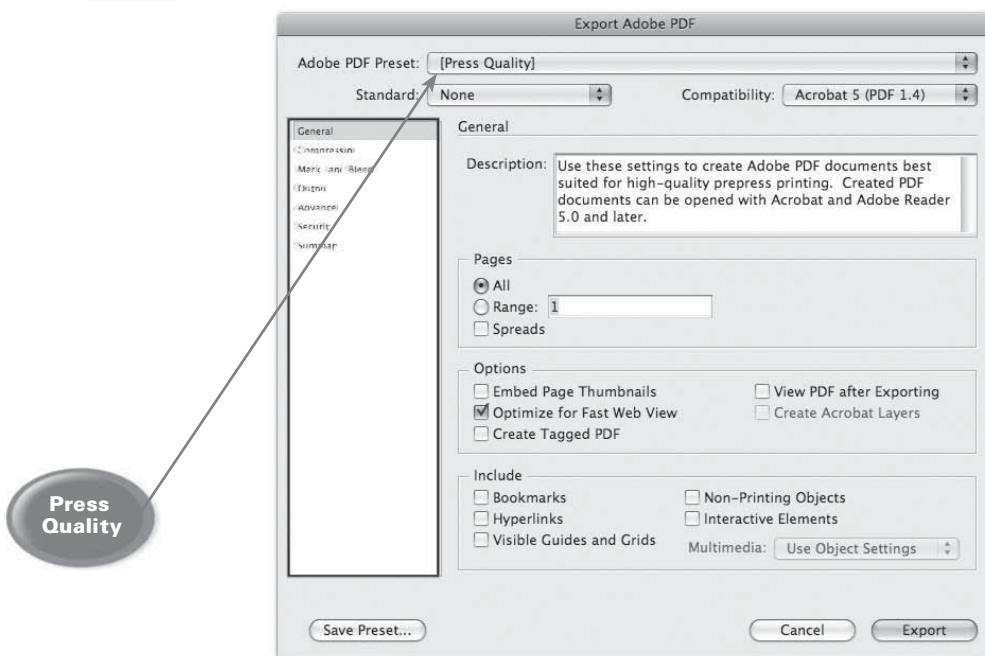 Export Adobe PDF
Adobe PDF Preset: [Press Quality]
Standard: None Compatibility: Acrobat 5 (PDF 1.4)
General
General
Description: Use these settings to create Adobe PDF documents best
suited for high-quality prepress printing. Created PDF
documents can be opened with Acrobat and Adobe Reader
5.0 and later.
Pages
All
Range: 1
Spreads
Options
Embed Page Thumbnails View PDF after Exporting
Optimize for Fast Web View Create Acrobat Layers
Create Tagged PDF
Include
Bookmarks Non-Printing Objects
Hyperlinks Interactive Elements
Visible Guides and Grids Multimedia: Use Object Settings
Press
Quality
Save Preset... Cancel Export